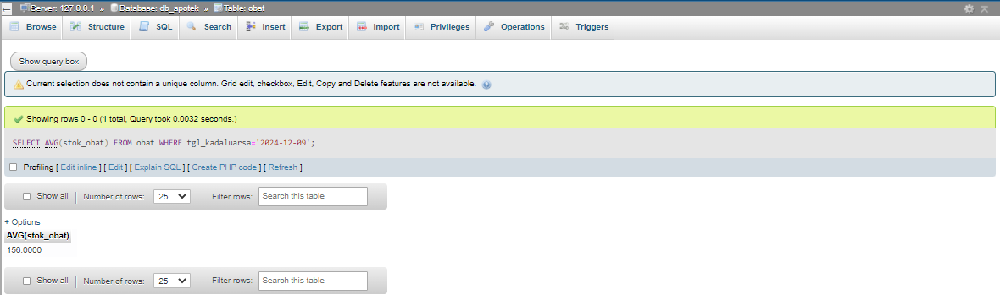 Server: 127.0.0.1 » Database: db_apotek » Table: obat
Browse Structure SQL Search Insert Export Import Privileges Operations Triggers
Show query box
Current selection does not contain a unique column. Grid edit, checkbox, Edit, Copy and Delete features are not available.
Showing rows 0 - 0 (1 total, Query took 0.0032 seconds.)
SELECT AVG(stok_obat) FROM obat WHERE tgl_kadaluarsa='2024-12-09';
Profiling [ Edit inline ] [ Edit ] [ Explain SQL ] [ Create PHP code ] [ Refresh ]
Show all Number of rows: 25 Filter rows: Search this table
+ Options
AVG(stok_obat)
156.0000
Show all Number of rows: 25 Filter rows: Search this table